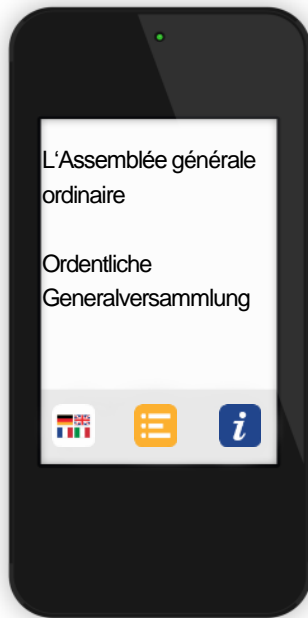 L‘Assemblée générale
ordinaire
Ordentliche
Generalversammlung
i